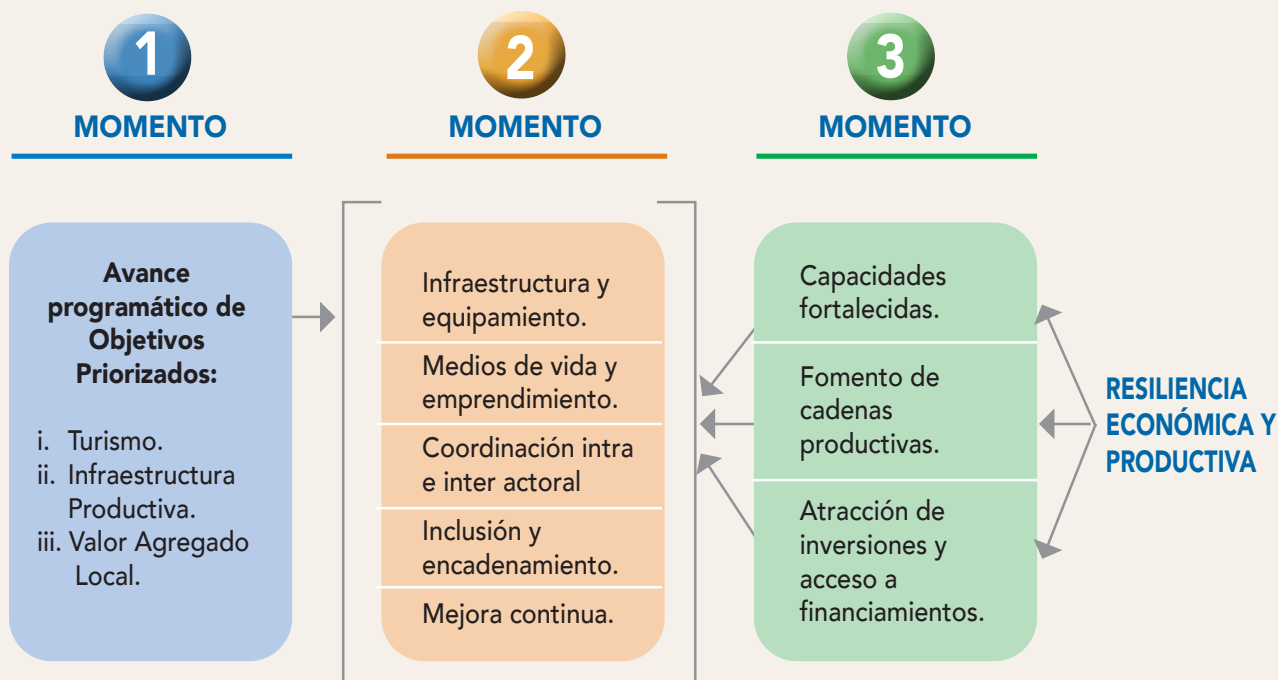 1
MOMENTO
Avance
programático de
Objetivos
Priorizados:
i. Turismo.
ii. Infraestructura
Productiva.
iii. Valor Agregado
Local.
2
MOMENTO
Infraestructura y
equipamiento.
Medios de vida y
emprendimiento.
Coordinación intra
e inter actoral
Inclusión y
encadenamiento.
Mejora continua.
3
MOMENTO
Capacidades
fortalecidas.
Fomento de
cadenas
productivas.
Atracción de
inversiones y
acceso a
financiamientos.
RESILIENCIA
ECONÓMICA Y
PRODUCTIVA